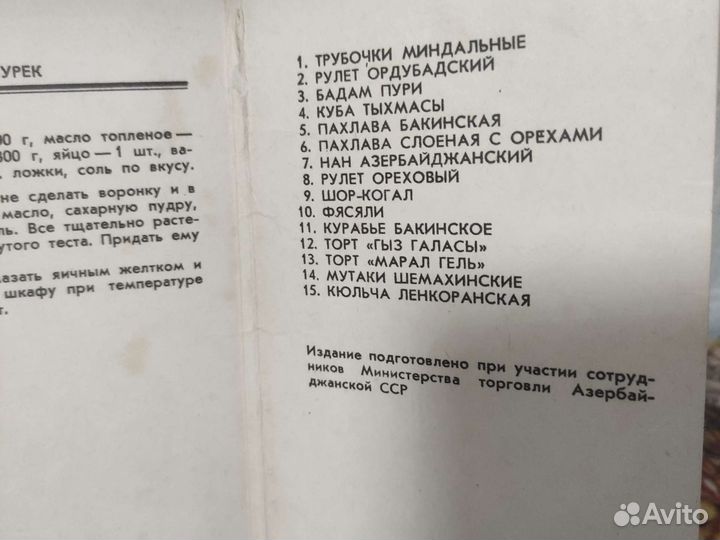 УРЕК
00 г, масло топленое —
300 г, яйцо — 1 шт., ва-
ложки, соль по вкусу.
не сделать воронку и в
масло, сахарную пудру,
ль. Все тщательно расте-
утого теста. Придать ему
азать яичным желтком и
шкафу при температуре
т.
1. ТРУБОЧКИ МИНДАЛЬНЫЕ
2. РУЛЕТ ОРДУБАДСКИЙ
3. БАДАМ ПУРИ
4. КУБА ТЫХМАСЫ
5. ПАХЛАВА БАКИНСКАЯ
6. ПАХЛАВА СЛОЕНАЯ С ОРЕХАМИ
7. НАН АЗЕРБАЙДЖАНСКИЙ
8. РУЛЕТ ОРЕХОВЫЙ
9. ШОР-КОГАЛ
10. ФЯСЯЛИ
11. КУРАБЬЕ БАКИНСКОЕ
12. ТОРТ «ГЫЗ ГАЛАСЫ»
13. ТОРТ «МАРАЛ ГЕЛЬ»
14. МУТАКИ ШЕМАХИНСКИЕ
15. КЮЛЬЧА ЛЕНКОРАНСКАЯ
Издание подготовлено при участии сотруд-
ников Министерства торговли Азербай-
джанской ССР
Avito